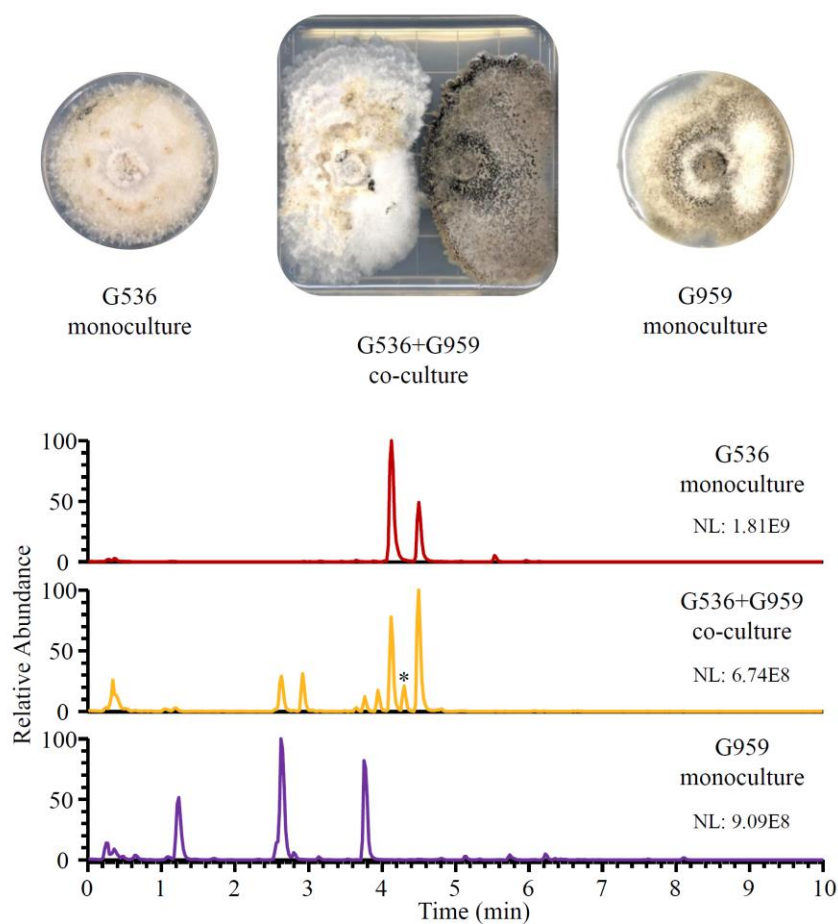 G536
monoculture
G536+G959
co-culture
G959
monoculture
100
50
0
G536
monoculture
NL: 1.81E9
100
50
0
*
G536+G959
co-culture
NL: 6.74E8
100
50
0
G959
monoculture
NL: 9.09E8
Relative Abundance
0 1 2 3 4 5 6 7 8 9 10
Time (min)